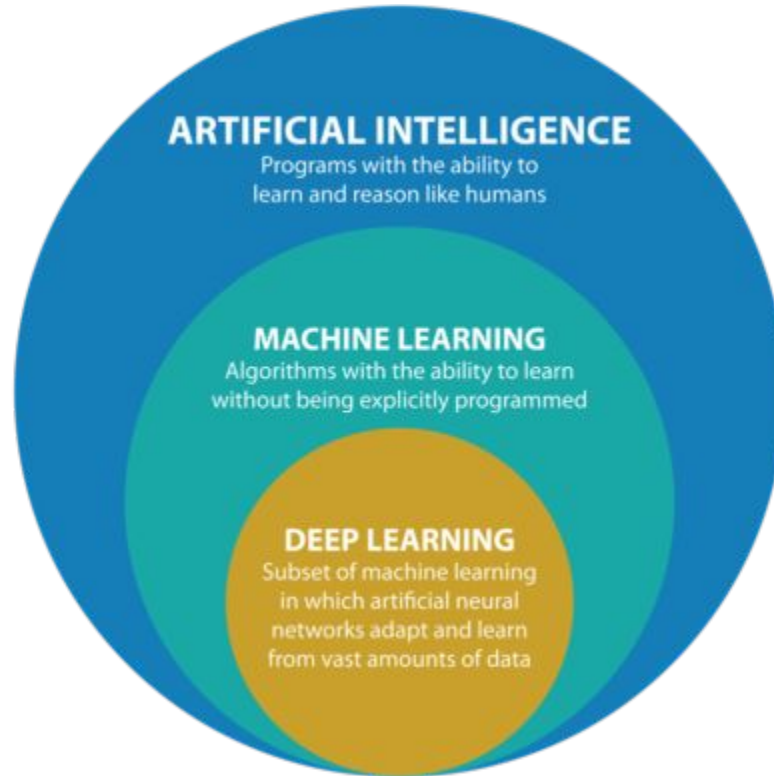 ARTIFICIAL INTELLIGENCE
Programs with the ability to
learn and reason like humans
MACHINE LEARNING
Algorithms with the ability to learn
without being explicitly programmed
DEEP LEARNING
Subset of machine learning
in which artificial neural
networks adapt and learn
from vast amounts of data